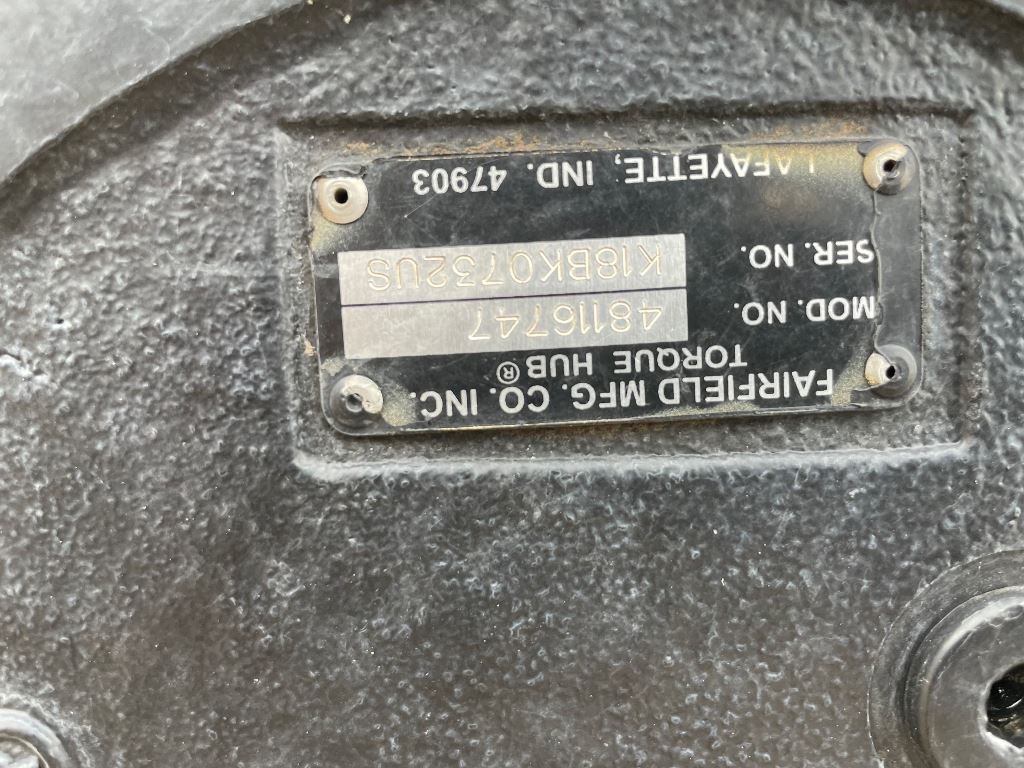 FAIRFIELD MFG. CO. INC.
TORQUE HUB®
MOD. NO. 48116747
SER. NO. K18BK0732US
LAFAYETTE, IND. 47903